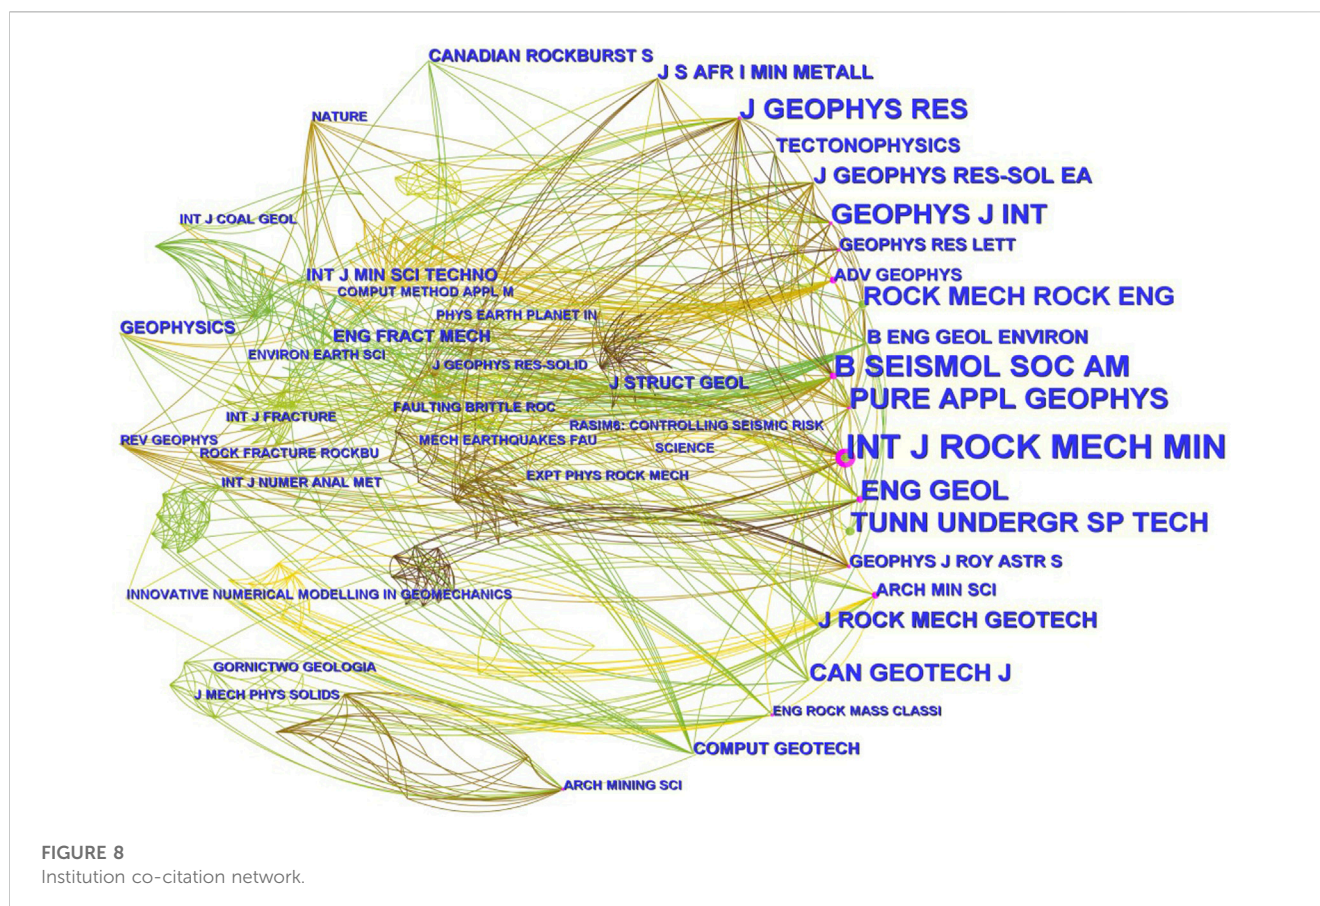 CANADIAN ROCKBURST S
J S AFR I MIN METALL
J GEOPHYS RES
NATURE
TECTONOPHYSICS
J GEOPHYS RES-SOL EA
GEOPHYS J INT
INT J COAL GEOL
GEOPHYS RES LETT
INT J MIN SCI TECHNO
ADV GEOPHYS
COMPUT METHOD APPL M
ROCK MECH ROCK ENG
PHYS EARTH PLANET IN
GEOPHYSICS
ENG FRACT MECH
B ENG GEOL ENVIRON
ENVIRON EARTH SCI
J GEOPHYS RES-SOLID
B SEISMOL SOC AM
J STRUCT GEOL
PURE APPL GEOPHYS
FAULTING BRITTLE ROC
INT J FRACTURE
RASIM6: CONTROLLING SEISMIC RISK
REV GEOPHYS
MECH EARTHQUAKES FAU
SCIENCE
INT J ROCK MECH MIN
ROCK FRACTURE ROCKBU
EXPT PHYS ROCK MECH
INT J NUMER ANAL MET
ENG GEOL
TUNN UNDERGR SP TECH
GEOPHYS J ROY ASTR S
ARCH MIN SCI
INNOVATIVE NUMERICAL MODELLING IN GEOMECHANICS
J ROCK MECH GEOTECH
GORNICTWO GEOLOGIA
CAN GEOTECH J
J MECH PHYS SOLIDS
ENG ROCK MASS CLASSI
COMPUT GEOTECH
ARCH MINING SCI
FIGURE 8
Institution co-citation network.